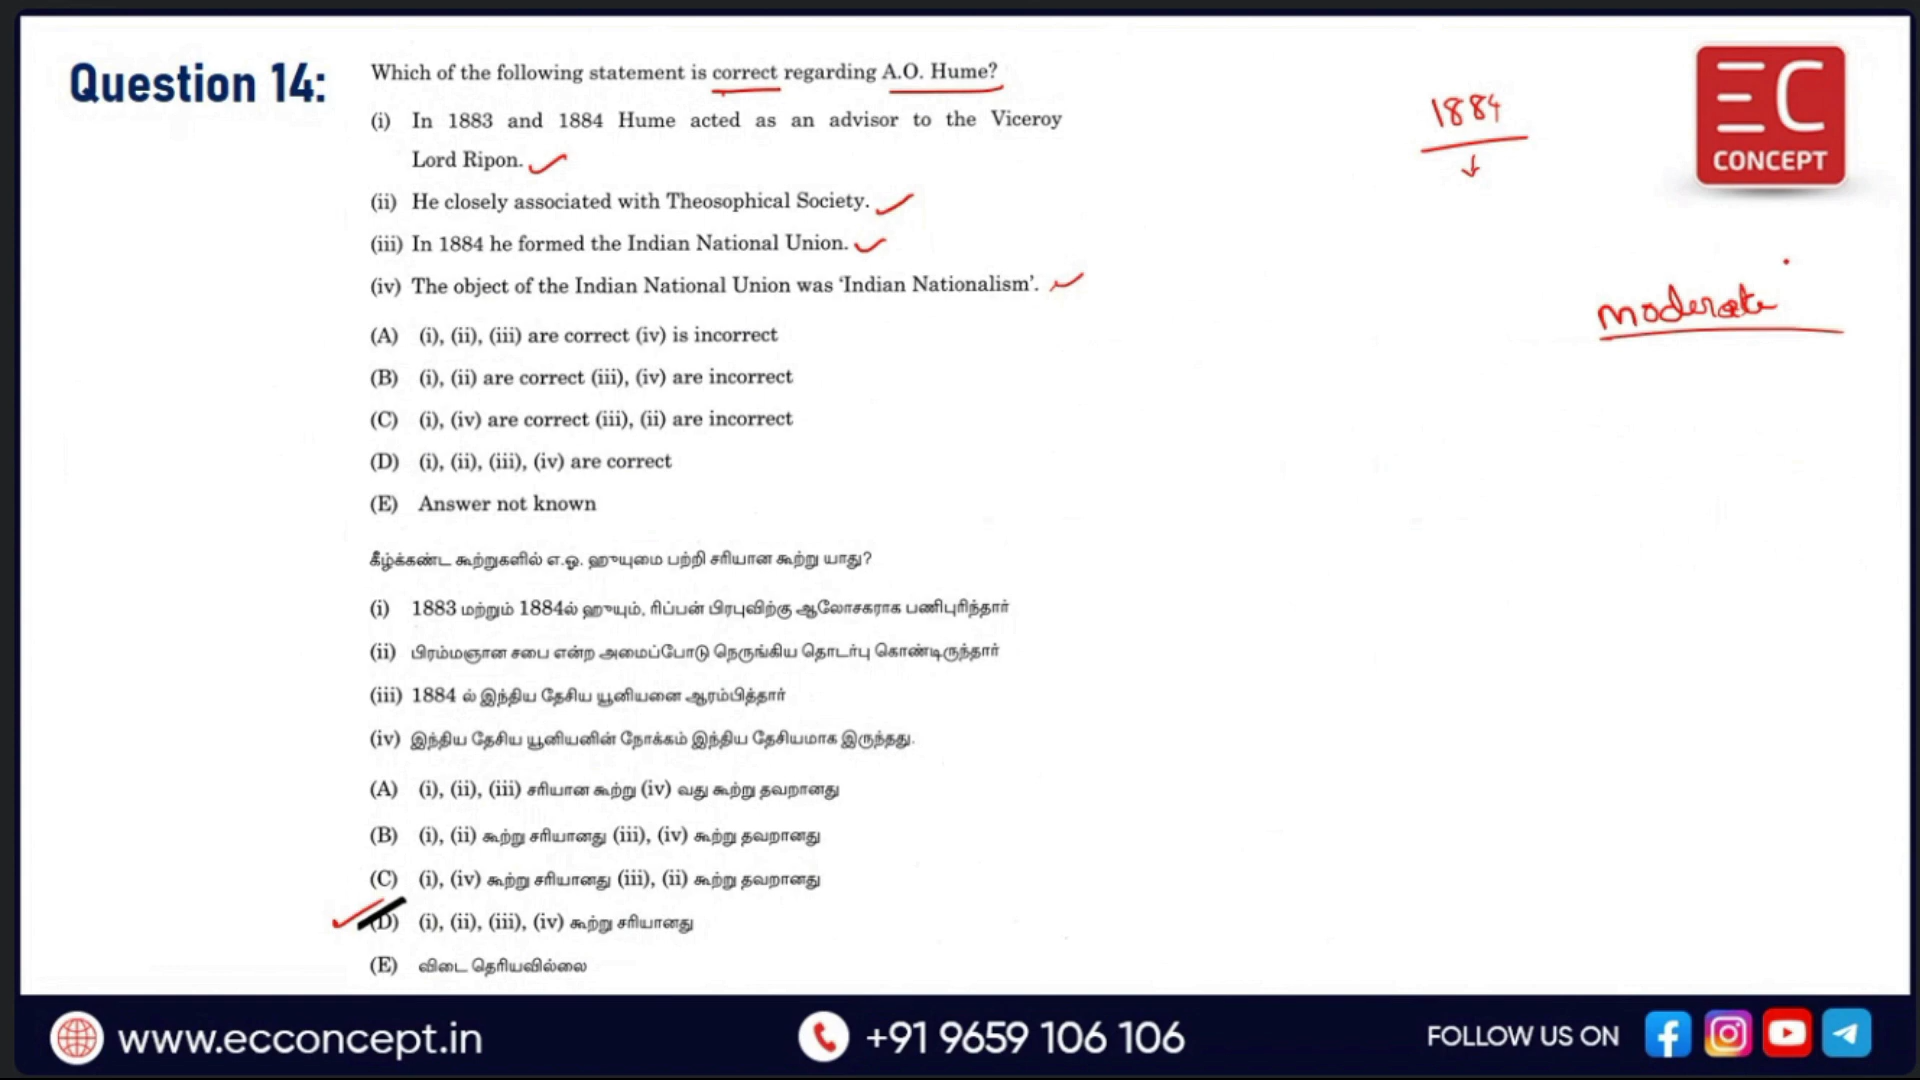 Question 14:
Which of the following statement is correct regarding A.O. Hume?
(i) In 1883 and 1884 Hume acted as an advisor to the Viceroy
Lord Ripon.
(ii) He closely associated with Theosophical Society.
(iii) In 1884 he formed the Indian National Union.
(iv) The object of the Indian National Union was ‘Indian Nationalism’.
(A) (i), (ii), (iii) are correct (iv) is incorrect
(B) (i), (ii) are correct (iii), (iv) are incorrect
(C) (i), (iv) are correct (iii), (ii) are incorrect
(D) (i), (ii), (iii), (iv) are correct
(E) Answer not known
1884
EC
CONCEPT
moderate
கீழ்க்கண்ட கூற்றுகளில் எ.ஓ. ஹுயுமை பற்றி சரியான கூற்று யாது?
(i) 1883 மற்றும் 1884ல் ஹுயும், ரிப்பன் பிரபுவிற்கு ஆலோசகராக பணிபுரிந்தார்
(ii) பிரம்மஞான சபை என்ற அமைப்போடு நெருங்கிய தொடர்பு கொண்டிருந்தார்
(iii) 1884 ல் இந்திய தேசிய யூனியனை ஆரம்பித்தார்
(iv) இந்திய தேசிய யூனியனின் நோக்கம் இந்திய தேசியமாக இருந்தது.
(A) (i), (ii), (iii) சரியான கூற்று (iv) வது கூற்று தவறானது
(B) (i), (ii) கூற்று சரியானது (iii), (iv) கூற்று தவறானது
(C) (i), (iv) கூற்று சரியானது (iii), (ii) கூற்று தவறானது
(D) (i), (ii), (iii), (iv) கூற்று சரியானது
(E) விடை தெரியவில்லை
www.ecconcept.in
+91 9659 106 106
FOLLOW US ON